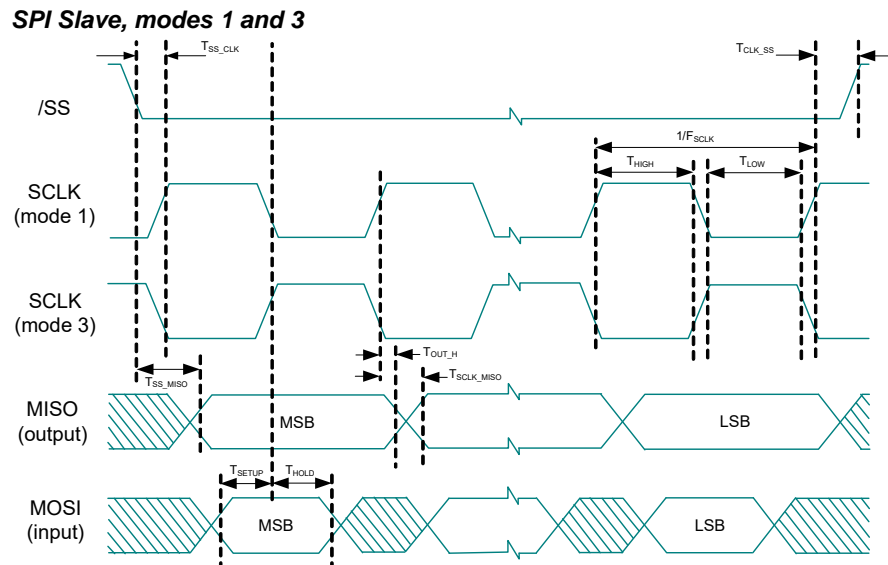 SPI Slave, modes 1 and 3
TSS_CLK
TCLK_SS
/SS
1/FSCLK
THIGH
TLOW
SCLK
(mode 1)
SCLK
(mode 3)
TOUT_H
TSS_MISO
TSCLK_MISO
MISO
(output)
MSB
LSB
TSETUP
THOLD
MOSI
(input)
MSB
LSB